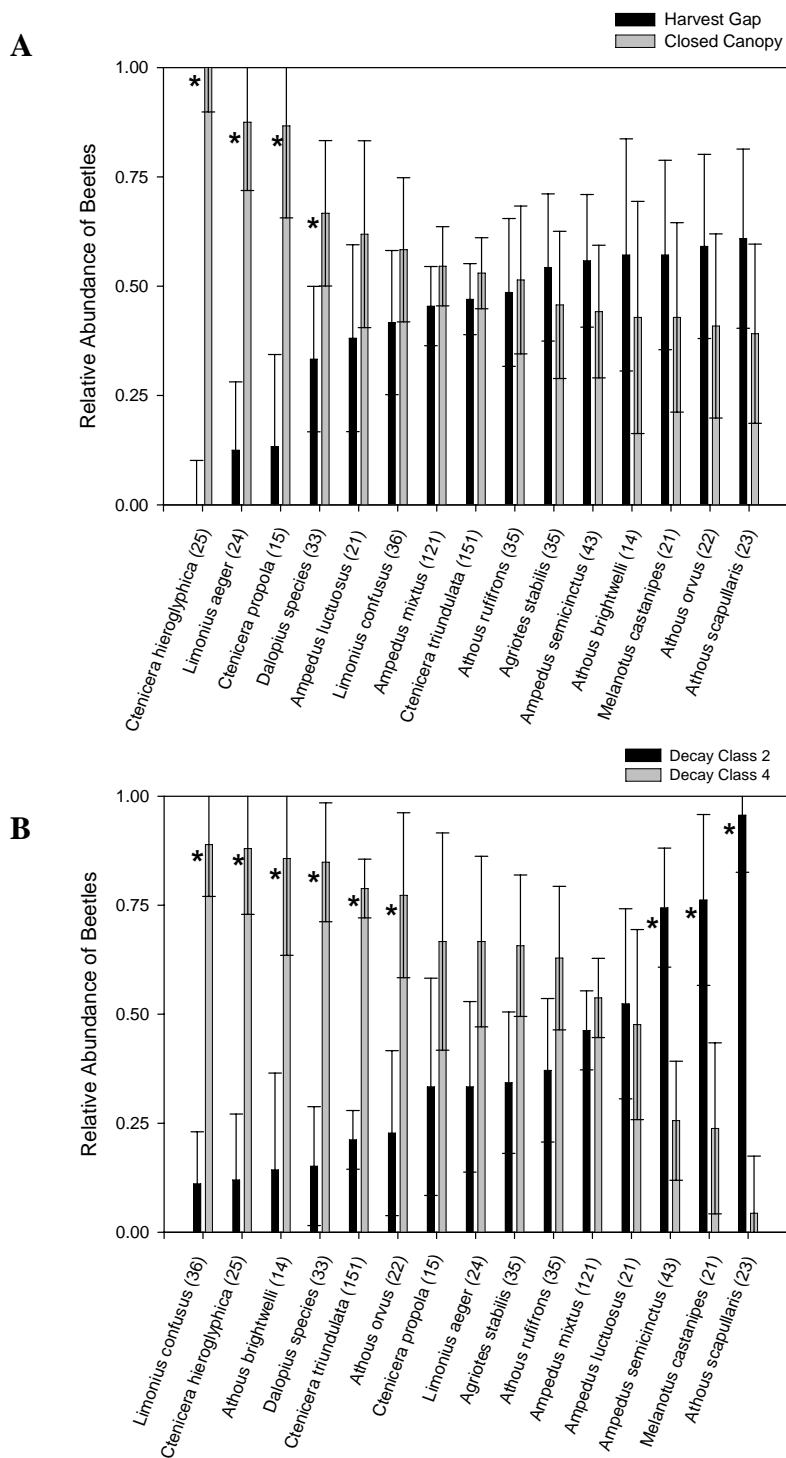 Harvest Gap
Closed Canopy
A
Relative Abundance of Beetles
1.00
0.75
0.50
0.25
0.00
*
*
*
*
Ctenicera hieroglyphica (25)
Limonius aeger (24)
Ctenicera propola (15)
Dalopius species (33)
Ampedus luctuosus (21)
Limonius confusus (36)
Ampedus mixtus (121)
Ctenicera triundulata (151)
Athous rufifrons (35)
Agriotes stabilis (35)
Ampedus semicinctus (43)
Athous brightwelli (14)
Melanotus castanipes (21)
Athous orvus (22)
Athous scapullaris (23)
Decay Class 2
Decay Class 4
B
Relative Abundance of Beetles
1.00
0.75
0.50
0.25
0.00
*
*
*
*
*
*
*
*
*
Limonius confusus (36)
Ctenicera hieroglyphica (25)
Athous brightwelli (14)
Dalopius species (33)
Ctenicera triundulata (151)
Athous orvus (22)
Ctenicera propola (15)
Limonius aeger (24)
Agriotes stabilis (35)
Athous rufifrons (35)
Ampedus mixtus (121)
Ampedus luctuosus (21)
Ampedus semicinctus (43)
Melanotus castanipes (21)
Athous scapullaris (23)